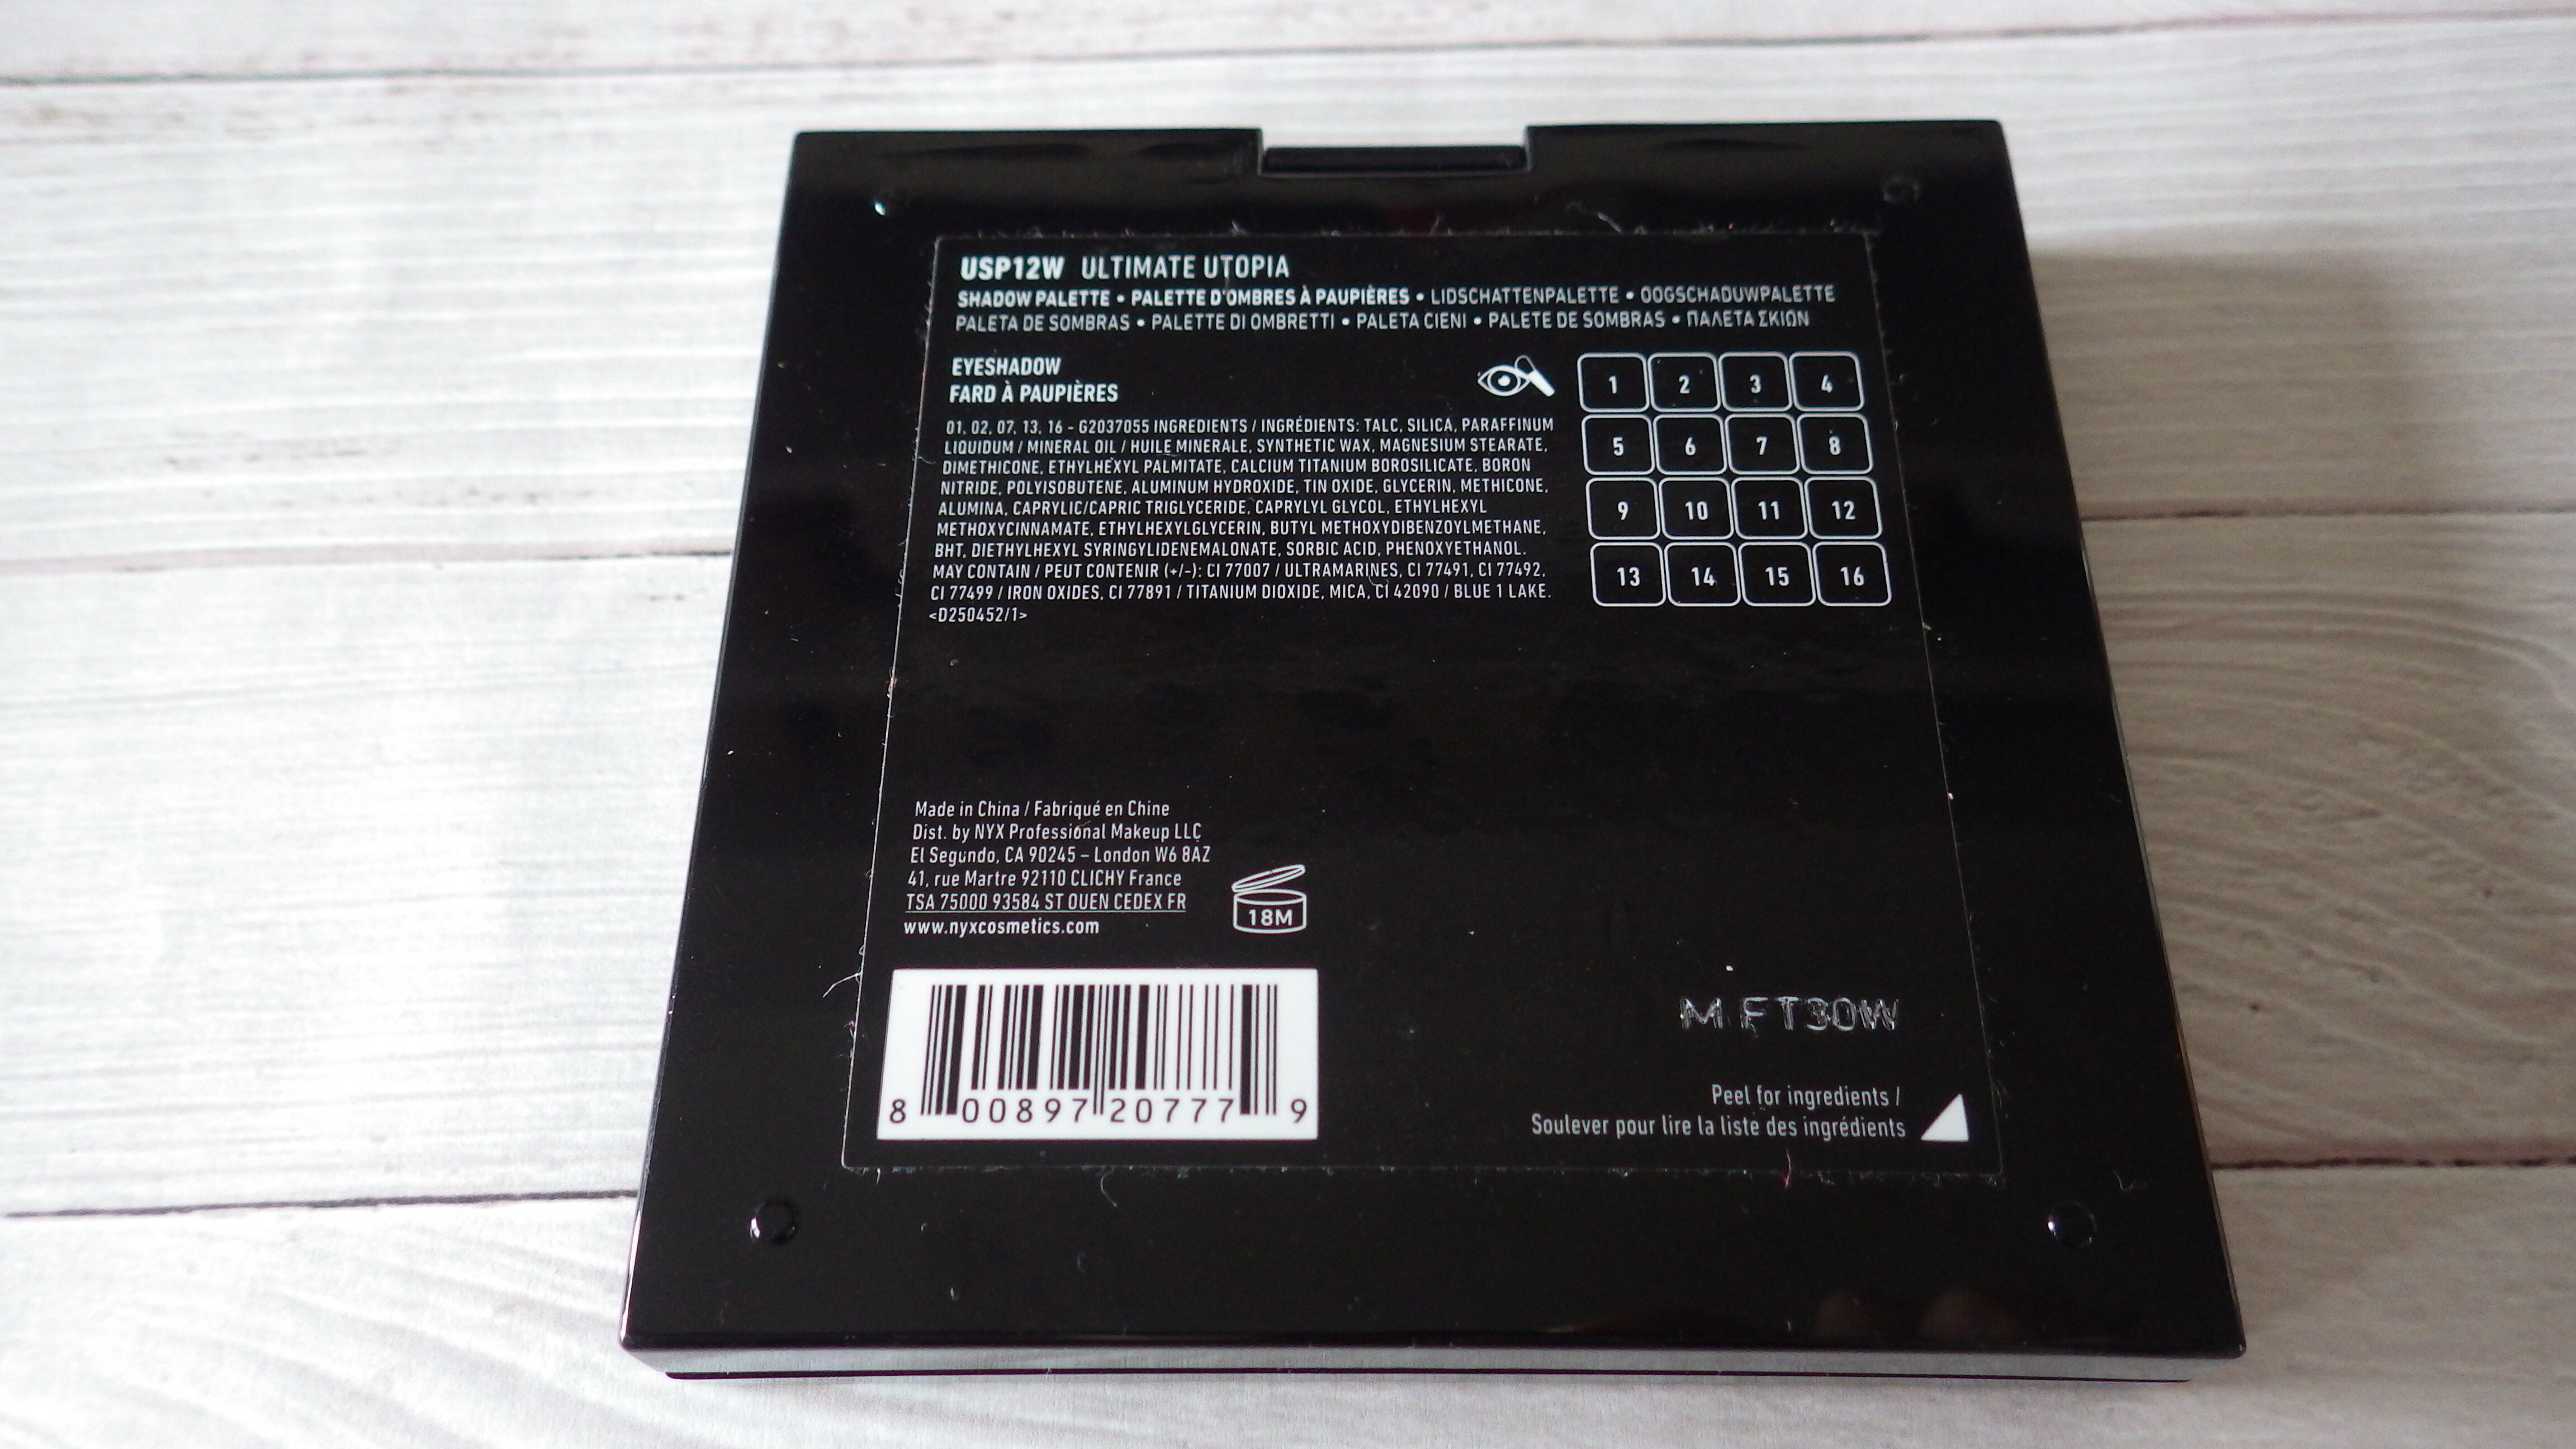 USP12W ULTIMATE UTOPIA
SHADOW PALETTE • PALETTE D'OMBRES À PAUPIÈRES • LIDSCHATTENPALETTE • OOGSCHADUWPALETTE
PALETA DE SOMBRAS • PALETTE DI OMBRETTI • PALETA CIENI • PALETE DE SOMBRAS • ΠΑΛΕΤΑ ΣΚΙΩΝ
EYESHADOW
FARD À PAUPIÈRES
01, 02, 07, 13, 16 - G2037055 INGREDIENTS / INGRÉDIENTS: TALC, SILICA, PARAFFINUM
LIQUIDUM / MINERAL OIL / HUILE MINERALE, SYNTHETIC WAX, MAGNESIUM STEARATE,
DIMETHICONE, ETHYLHEXYL PALMITATE, CALCIUM TITANIUM BOROSILICATE, BORON
NITRIDE, POLYISOBUTENE, ALUMINUM HYDROXIDE, TIN OXIDE, GLYCERIN, METHICONE,
ALUMINA, CAPRYLIC/CAPRIC TRIGLYCERIDE, CAPRYLYL GLYCOL, ETHYLHEXYL
METHOXYCINNAMATE, ETHYLHEXYLGLYCERIN, BUTYL METHOXYDIBENZOYLMETHANE,
BHT, DIETHYLHEXYL SYRINGYLIDENEMALONATE, SORBIC ACID, PHENOXYETHANOL.
MAY CONTAIN / PEUT CONTENIR (+/-): CI 77007 / ULTRAMARINES, CI 77491, CI 77492,
CI 77499 / IRON OXIDES, CI 77891 / TITANIUM DIOXIDE, MICA, CI 42090 / BLUE 1 LAKE.
<D250452/1>
1 2 3 4
5 6 7 8
9 10 11 12
13 14 15 16
Made in China / Fabriqué en Chine
Dist. by NYX Professional Makeup LLC
El Segundo, CA 90245 – London W6 8AZ
41, rue Martre 92110 CLICHY France
TSA 75000 93584 ST OUEN CEDEX FR
www.nyxcosmetics.com
18M
8 00897 20777 9
M FT30W
Peel for ingredients /
Soulever pour lire la liste des ingrédients